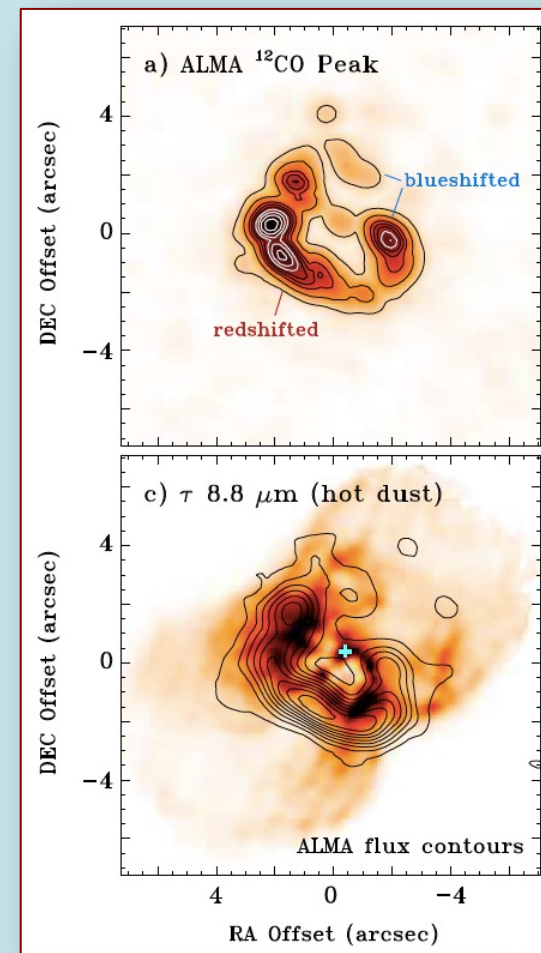 a) ALMA ¹²CO Peak
4
blueshifted
0
redshifted
−4
DEC Offset (arcsec)
c) τ 8.8 μm (hot dust)
4
0
−4
DEC Offset (arcsec)
ALMA flux contours
4 0 −4
RA Offset (arcsec)